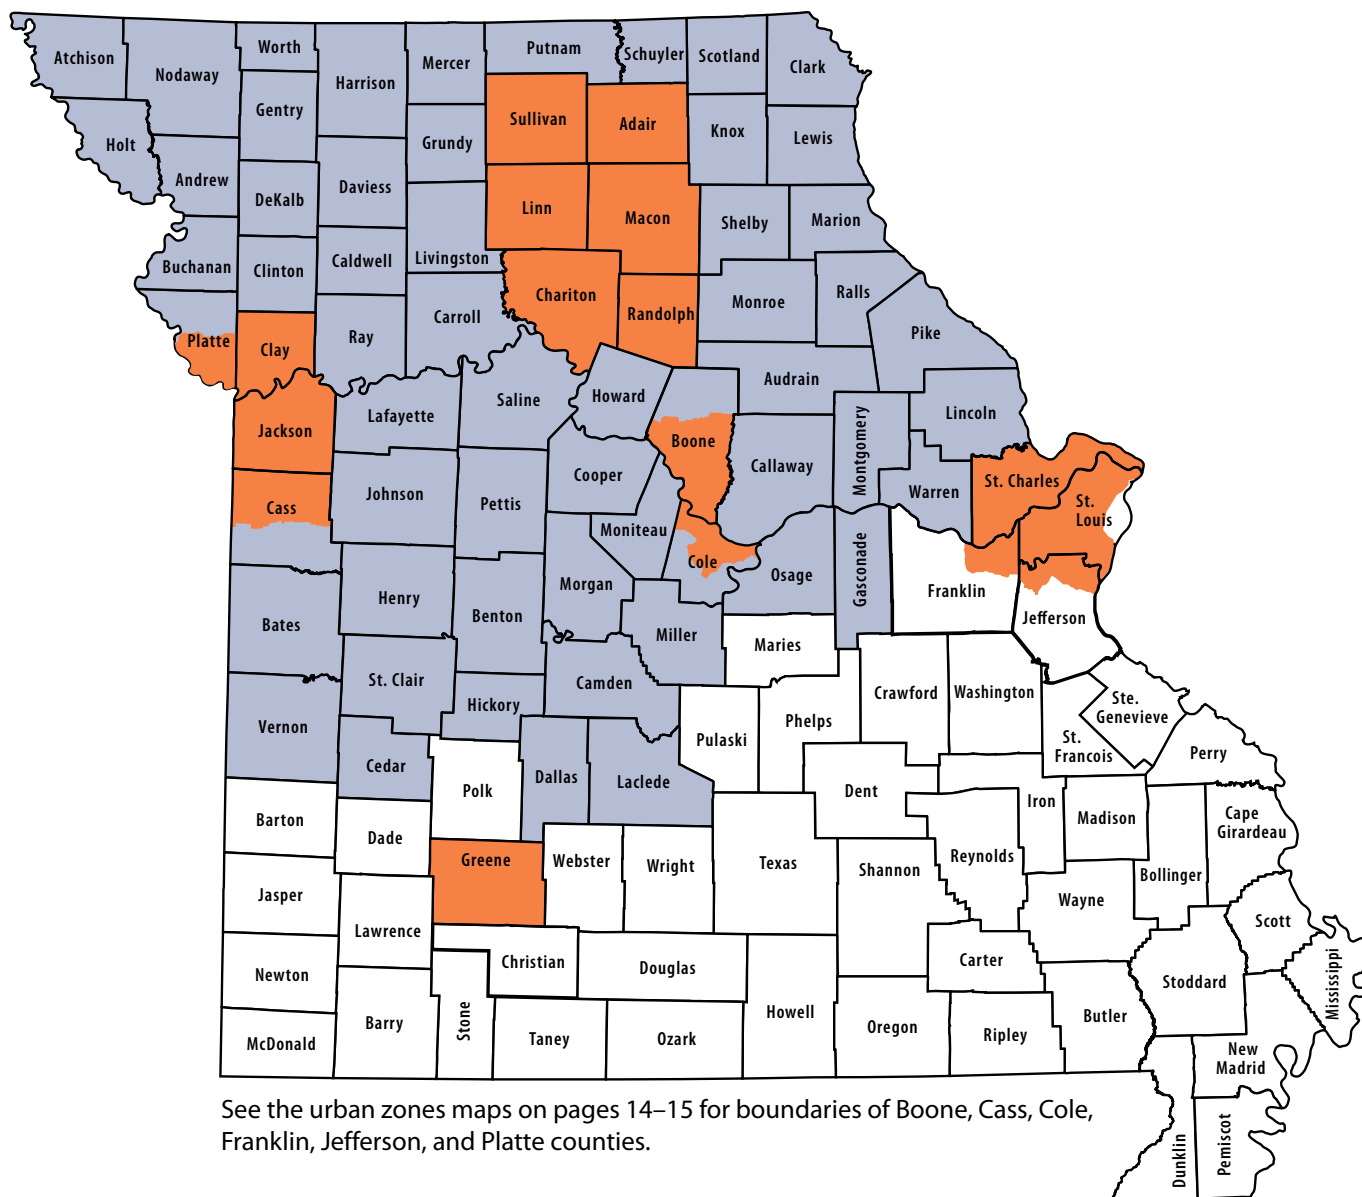 Atchison
Nodaway
Worth
Harrison
Mercer
Putnam
Schuyler
Scotland
Clark
Holt
Gentry
Grundy
Sullivan
Adair
Knox
Lewis
Andrew
DeKalb
Daviess
Linn
Macon
Shelby
Marion
Buchanan
Clinton
Caldwell
Livingston
Chariton
Randolph
Monroe
Ralls
Platte
Clay
Ray
Carroll
Pike
Howard
Audrain
Jackson
Lafayette
Saline
Boone
Callaway
Montgomery
Lincoln
Cass
Johnson
Pettis
Cooper
Warren
St. Charles
St.
Louis
Moniteau
Cole
Osage
Gasconade
Franklin
Jefferson
Bates
Henry
Benton
Morgan
Miller
Maries
St. Clair
Hickory
Camden
Crawford
Washington
Ste.
Genevieve
Vernon
Pulaski
Phelps
St.
Francois
Perry
Cedar
Polk
Dallas
Laclede
Dent
Iron
Madison
Cape
Girardeau
Barton
Dade
Greene
Webster
Wright
Texas
Shannon
Reynolds
Bollinger
Jasper
Lawrence
Wayne
Scott
Newton
Christian
Douglas
Carter
Stoddard
Mississippi
McDonald
Barry
Stone
Taney
Ozark
Howell
Oregon
Ripley
Butler
New
Madrid
Dunklin
Pemiscot
See the urban zones maps on pages 14–15 for boundaries of Boone, Cass, Cole,
Franklin, Jefferson, and Platte counties.